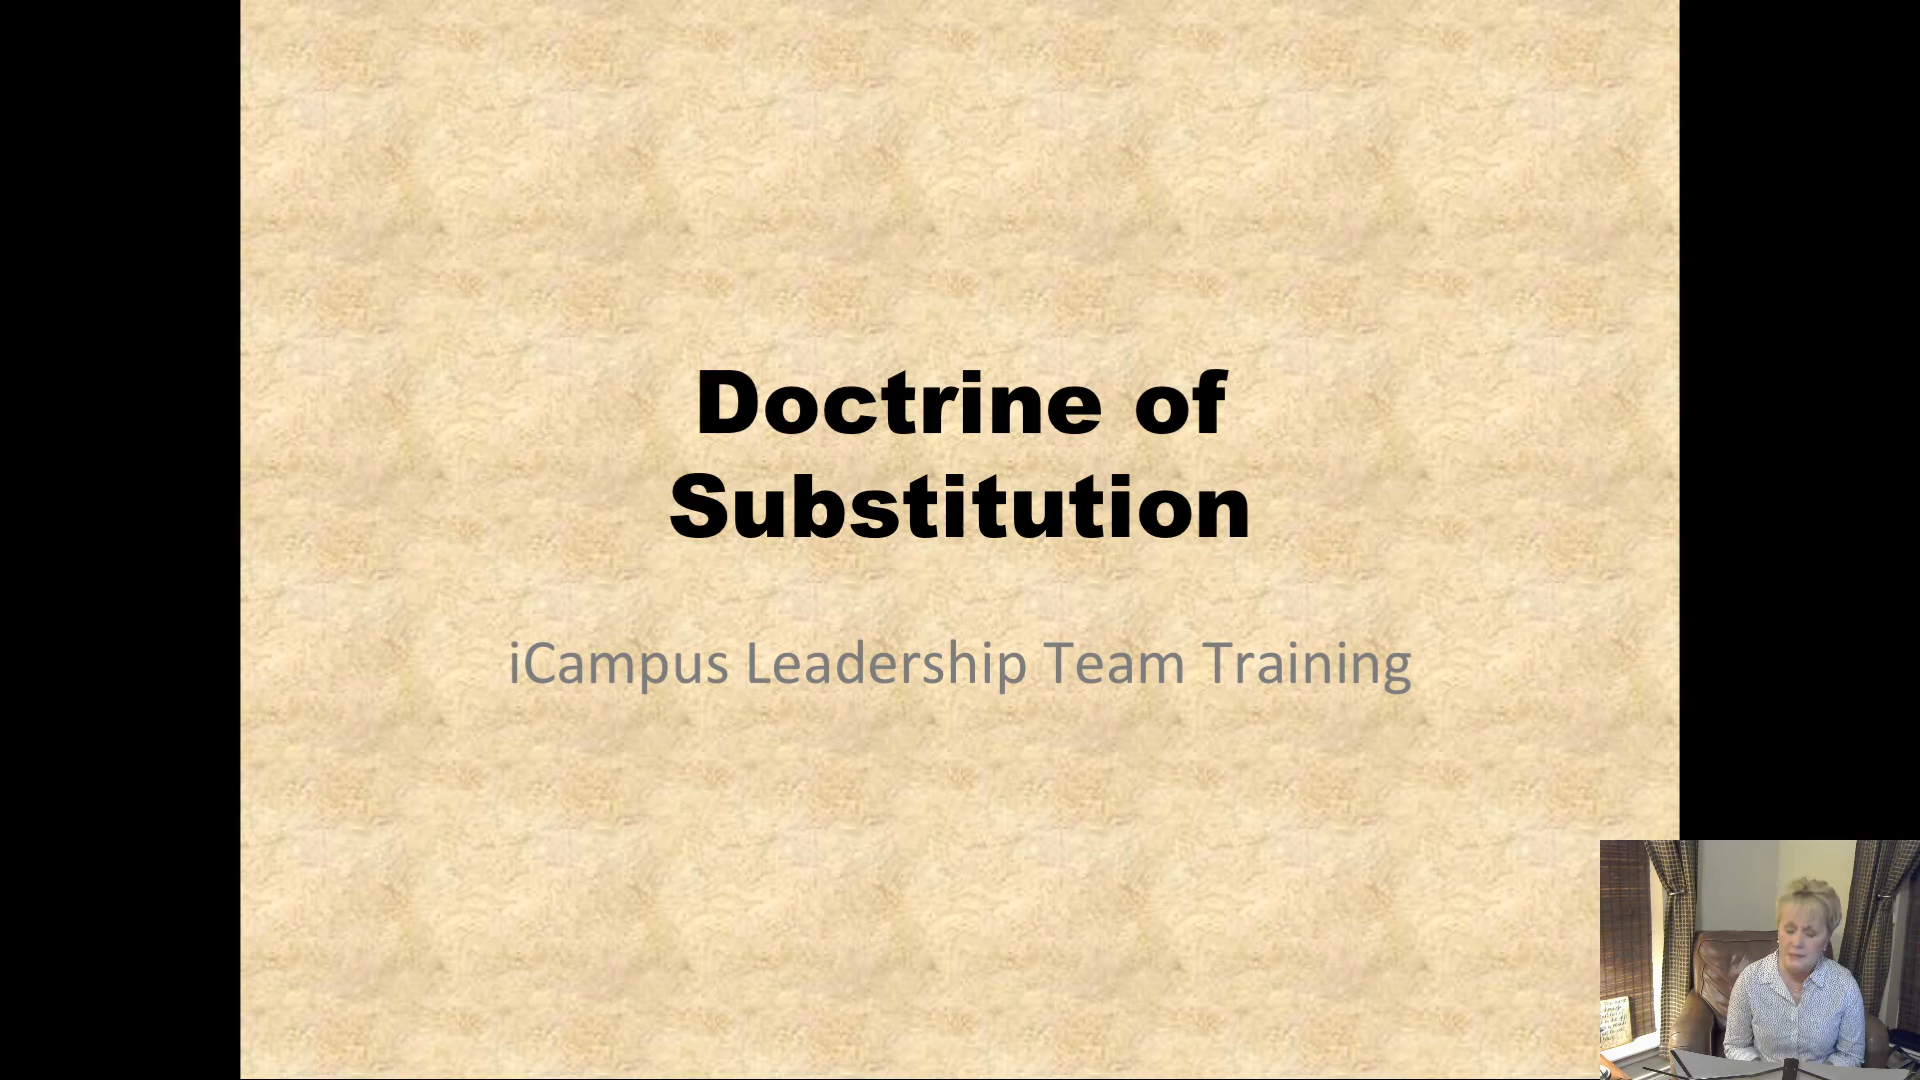 Doctrine of
Substitution
iCampus Leadership Team Training